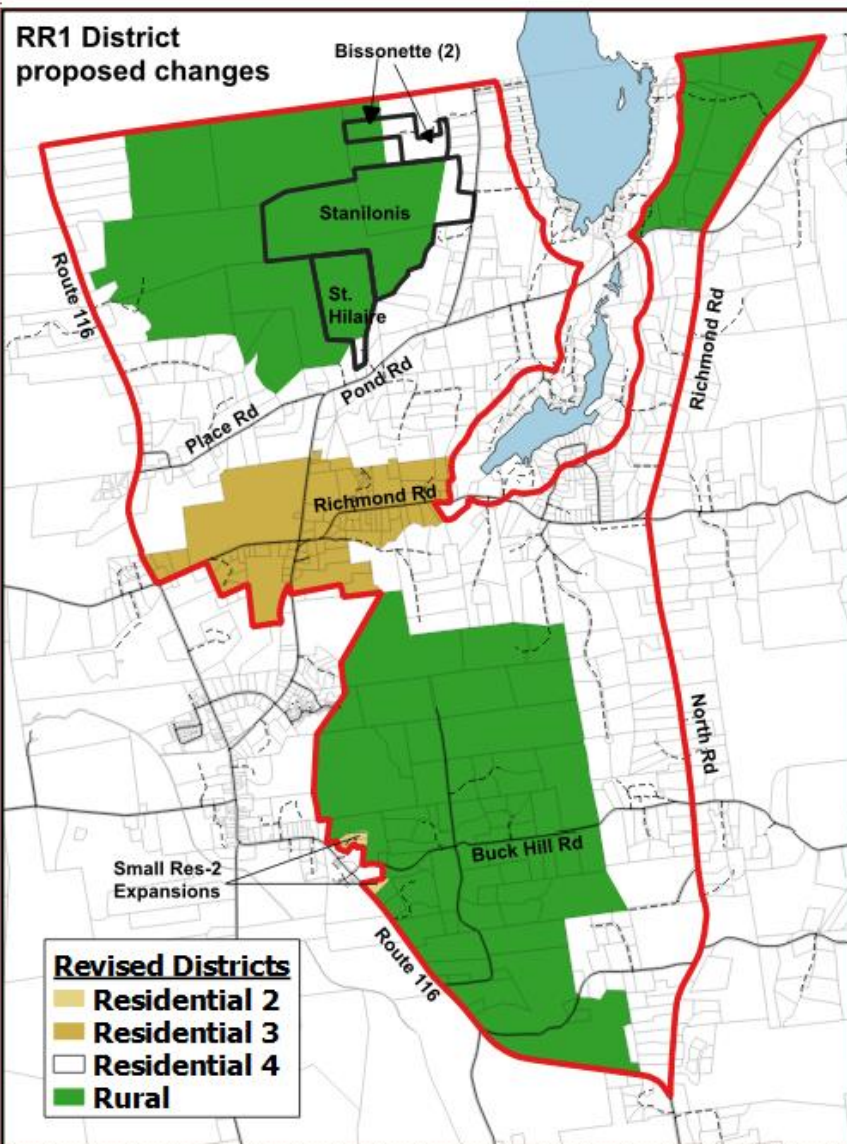 RR1 District
proposed changes
Bissonette (2)
Stanilonis
St.
Hilaire
Route 116
Richmond Rd
Pond Rd
Place Rd
Richmond Rd
North Rd
Buck Hill Rd
Small Res-2
Expansions
Route 116
Revised Districts
Residential 2
Residential 3
Residential 4
Rural